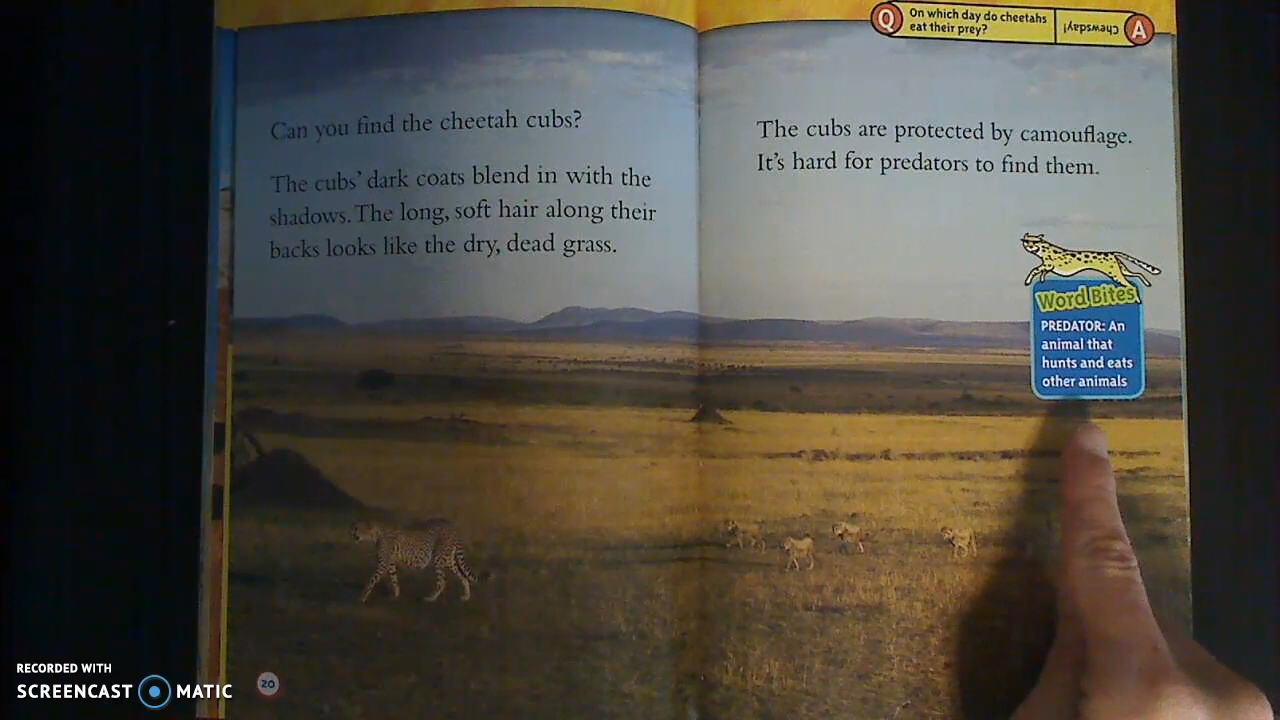 Q On which day do cheetahs
eat their prey?
Chewsday! A
Can you find the cheetah cubs?
The cubs' dark coats blend in with the
shadows. The long, soft hair along their
backs looks like the dry, dead grass.
The cubs are protected by camouflage.
It's hard for predators to find them.
Word Bites
PREDATOR: An
animal that
hunts and eats
other animals
20
RECORDED WITH
SCREENCAST MATIC